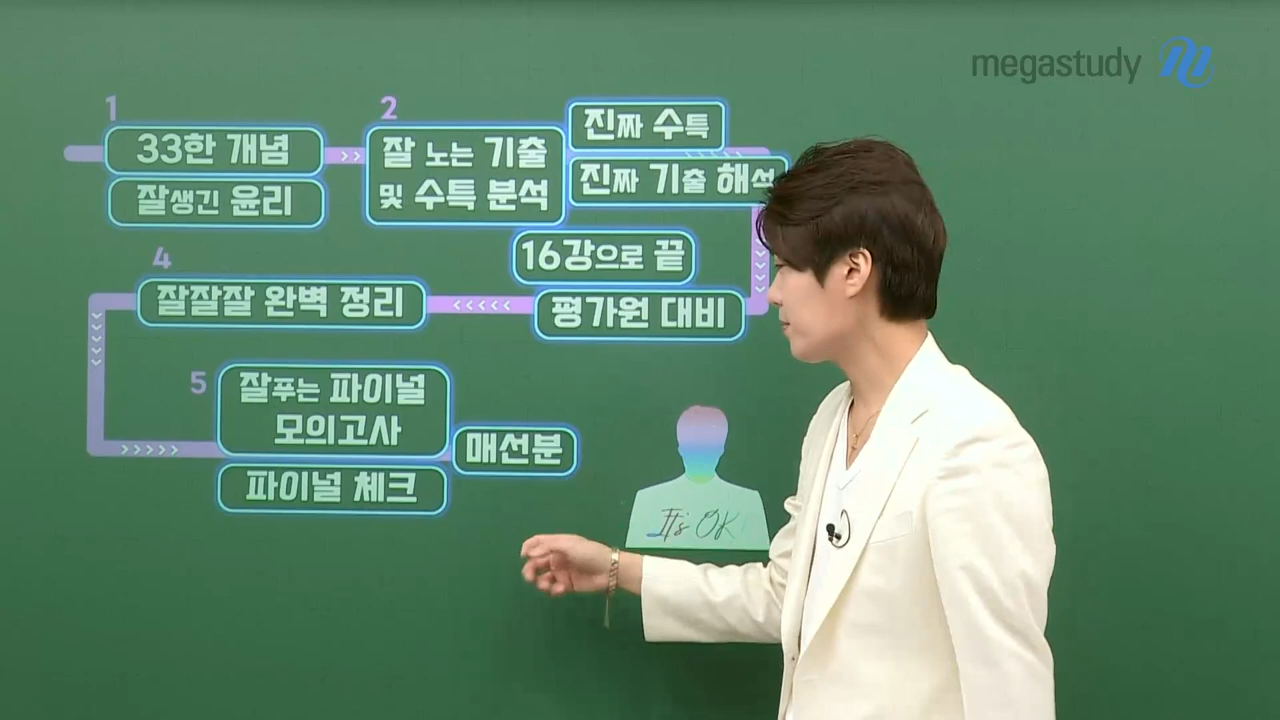 megastudy
1
33한 개념
잘생긴 윤리
2
잘 노는 기출
및 수특 분석
진짜 수특
진짜 기출 해석
16강으로 끝
평가원 대비
4
잘잘잘 완벽 정리
5
잘푸는 파이널
모의고사
파이널 체크
매선분
It's OK!